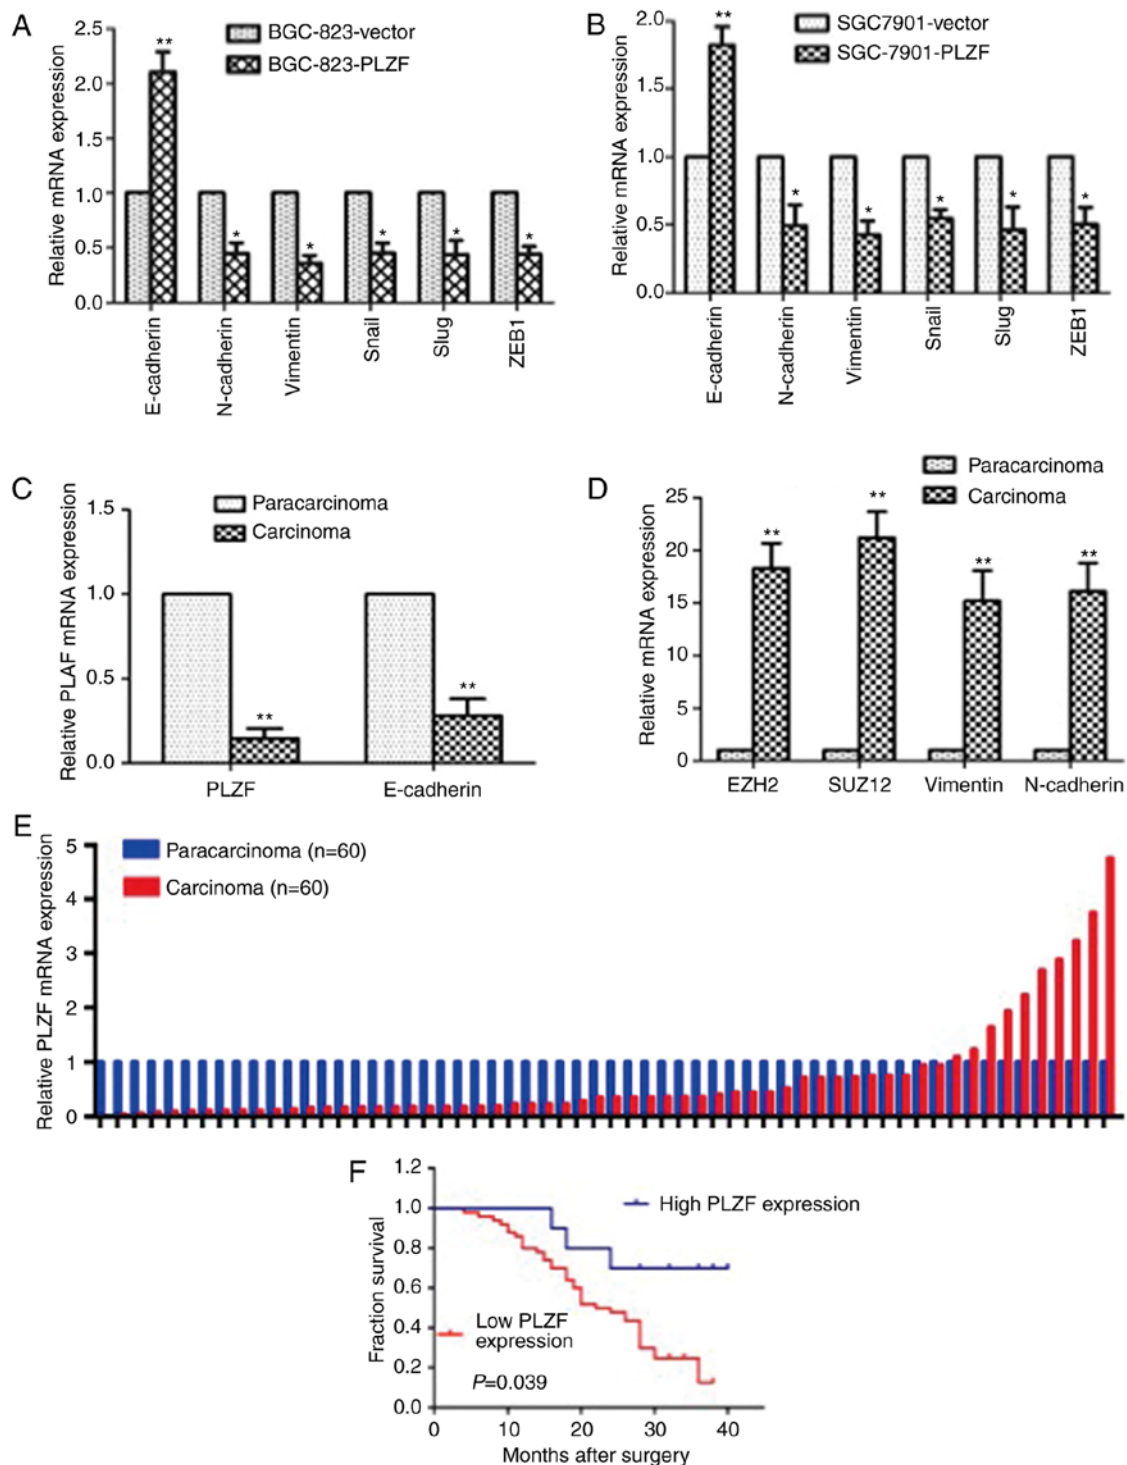 A
2.5
2.0
1.5
1.0
0.5
0.0
Relative mRNA expression
BGC-823-vector
BGC-823-PLZF
**
*
*
*
*
*
E-cadherin
N-cadherin
Vimentin
Snail
Slug
ZEB1
B
2.0
1.5
1.0
0.5
0.0
Relative mRNA expression
SGC7901-vector
SGC-7901-PLZF
**
*
*
*
*
*
E-cadherin
N-cadherin
Vimentin
Snail
Slug
ZEB1
C
1.5
1.0
0.5
0.0
Relative PLAF mRNA expression
Paracarcinoma
Carcinoma
**
**
PLZF
E-cadherin
D
Paracarcinoma
Carcinoma
25
20
15
10
5
0
Relative mRNA expression
**
**
**
**
EZH2
SUZ12
Vimentin
N-cadherin
E
5
4
3
2
1
0
Relative PLZF mRNA expression
Paracarcinoma (n=60)
Carcinoma (n=60)
F
1.2
1.0
0.8
0.6
0.4
0.2
0.0
Fraction survival
High PLZF expression
Low PLZF
expression
P=0.039
0
10
20
30
40
Months after surgery